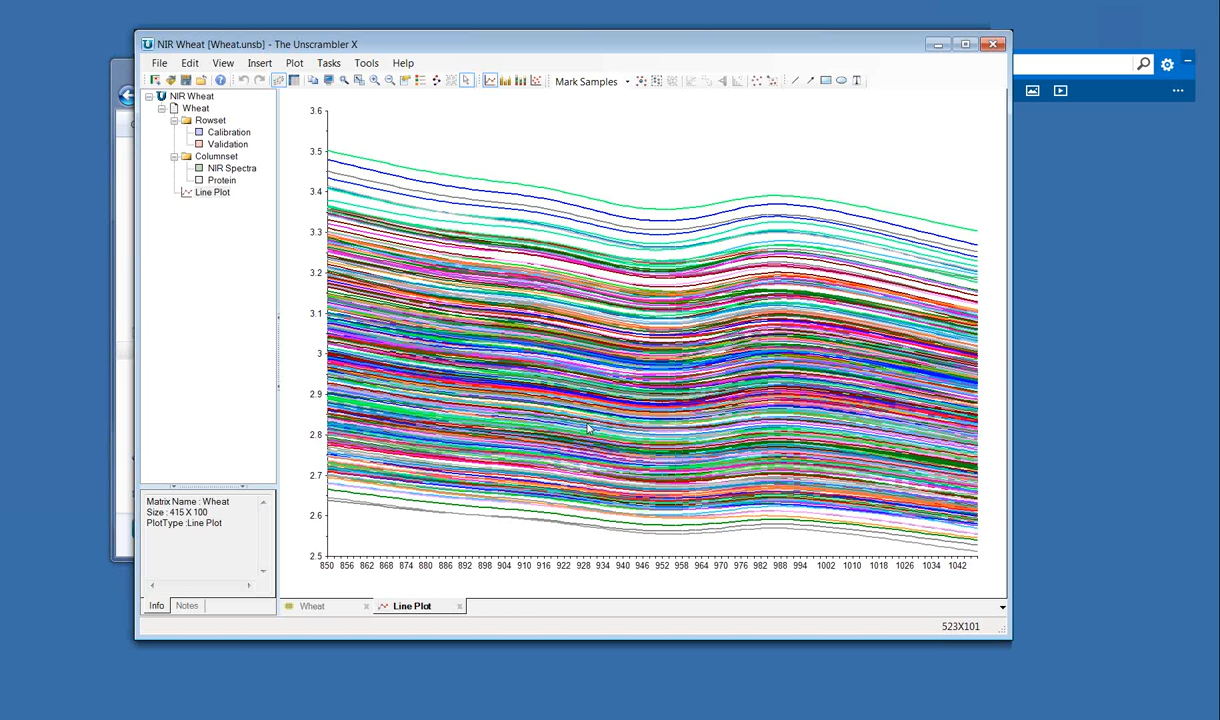 NIR Wheat [Wheat.unsb] - The Unscrambler X
File Edit View Insert Plot Tasks Tools Help
Mark Samples
NIR Wheat
Wheat
Rowset
Calibration
Validation
Columnset
NIR Spectra
Protein
Line Plot
3.6
3.5
3.4
3.3
3.2
3.1
3
2.9
2.8
2.7
2.6
2.5
850 856 862 868 874 880 886 892 898 904 910 916 922 928 934 940 946 952 958 964 970 976 982 988 994 1002 1010 1018 1026 1034 1042
Matrix Name : Wheat
Size : 415 X 100
PlotType :Line Plot
Info Notes
Wheat Line Plot
523X101